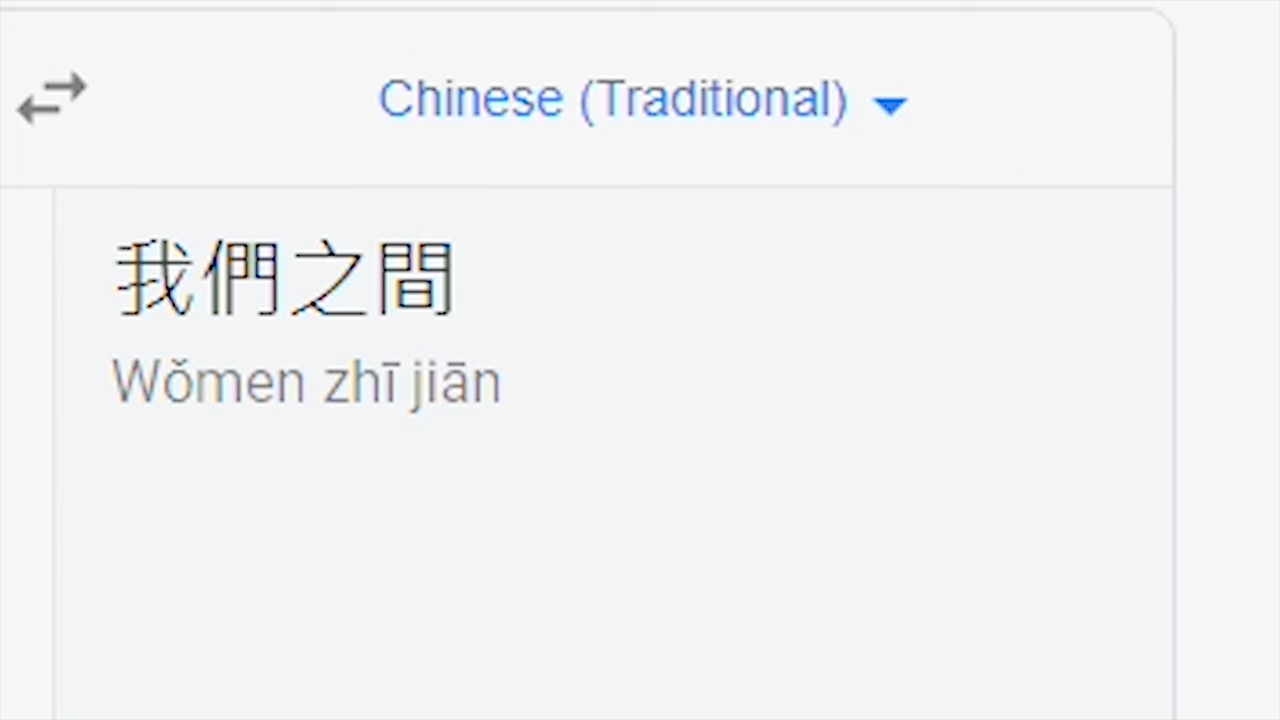 Chinese (Traditional)
我們之間
Wǒmen zhī jiān